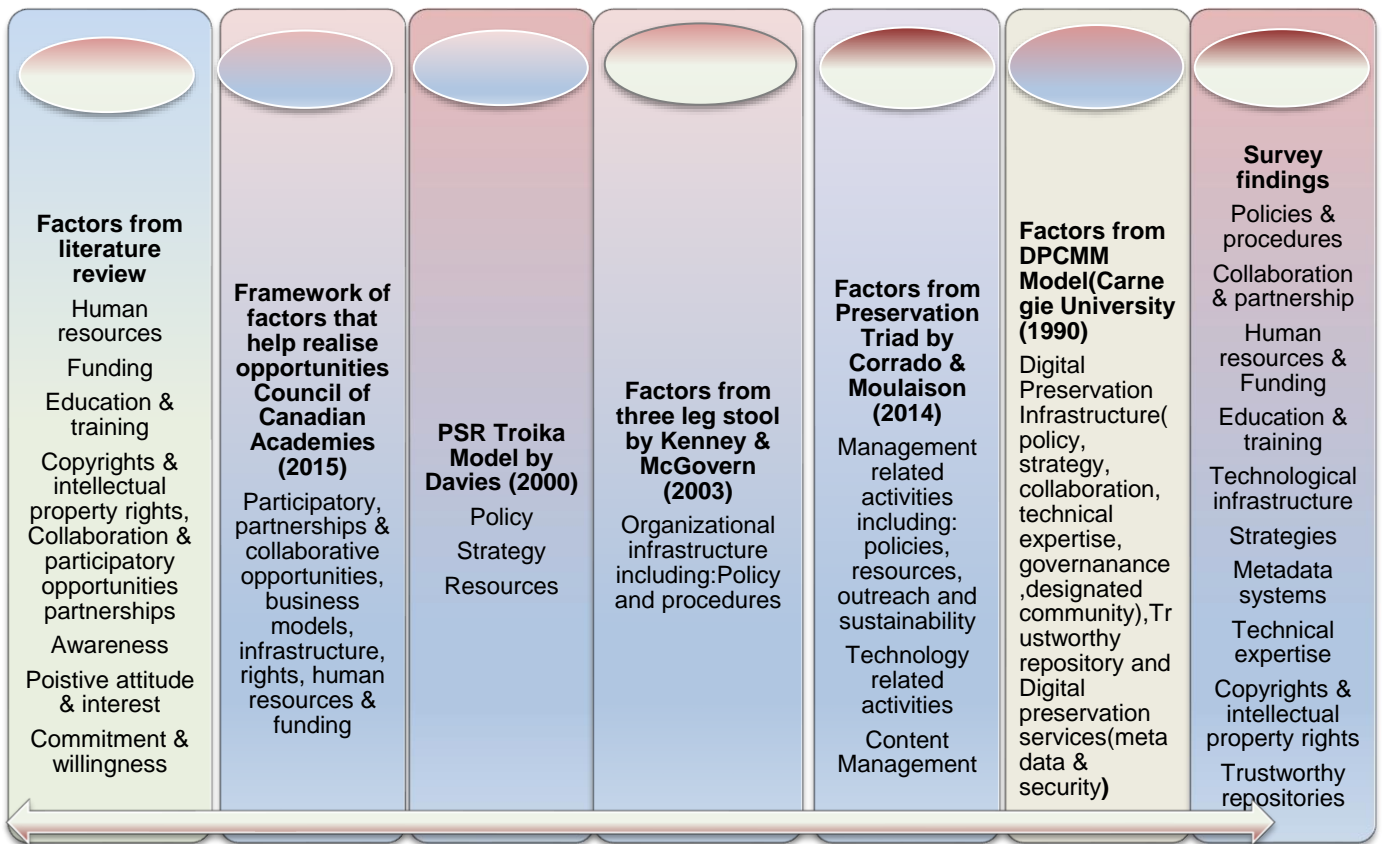 Factors from
literature
review
Human
resources
Funding
Education &
training
Copyrights &
intellectual
property rights,
Collaboration &
participatory
opportunities
partnerships
Awareness
Poistive attitude
& interest
Commitment &
willingness
Framework of
factors that
help realise
opportunities
Council of
Canadian
Academies
(2015)
Participatory,
partnerships &
collaborative
opportunities,
business
models,
infrastructure,
rights, human
resources &
funding
PSR Troika
Model by
Davies (2000)
Policy
Strategy
Resources
Factors from
three leg stool
by Kenney &
McGovern
(2003)
Organizational
infrastructure
including:Policy
and procedures
Factors from
Preservation
Triad by
Corrado &
Moulaison
(2014)
Management
related
activities
including:
policies,
resources,
outreach and
sustainability
Technology
related
activities
Content
Management
Factors from
DPCMM
Model(Carne
gie University
(1990)
Digital
Preservation
Infrastructure(
policy,
strategy,
collaboration,
technical
expertise,
governanance
,designated
community),Tr
ustworthy
repository and
Digital
preservation
services(meta
data &
security)
Survey
findings
Policies &
procedures
Collaboration
& partnership
Human
resources &
Funding
Education &
training
Technological
infrastructure
Strategies
Metadada
systems
Technical
expertise
Copyrights &
intellectual
property rights
Trustworthy
repositories